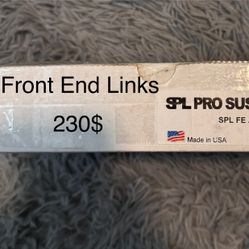 Front End Links
230$
SPL PRO SUS
SPL FE
Made in USA